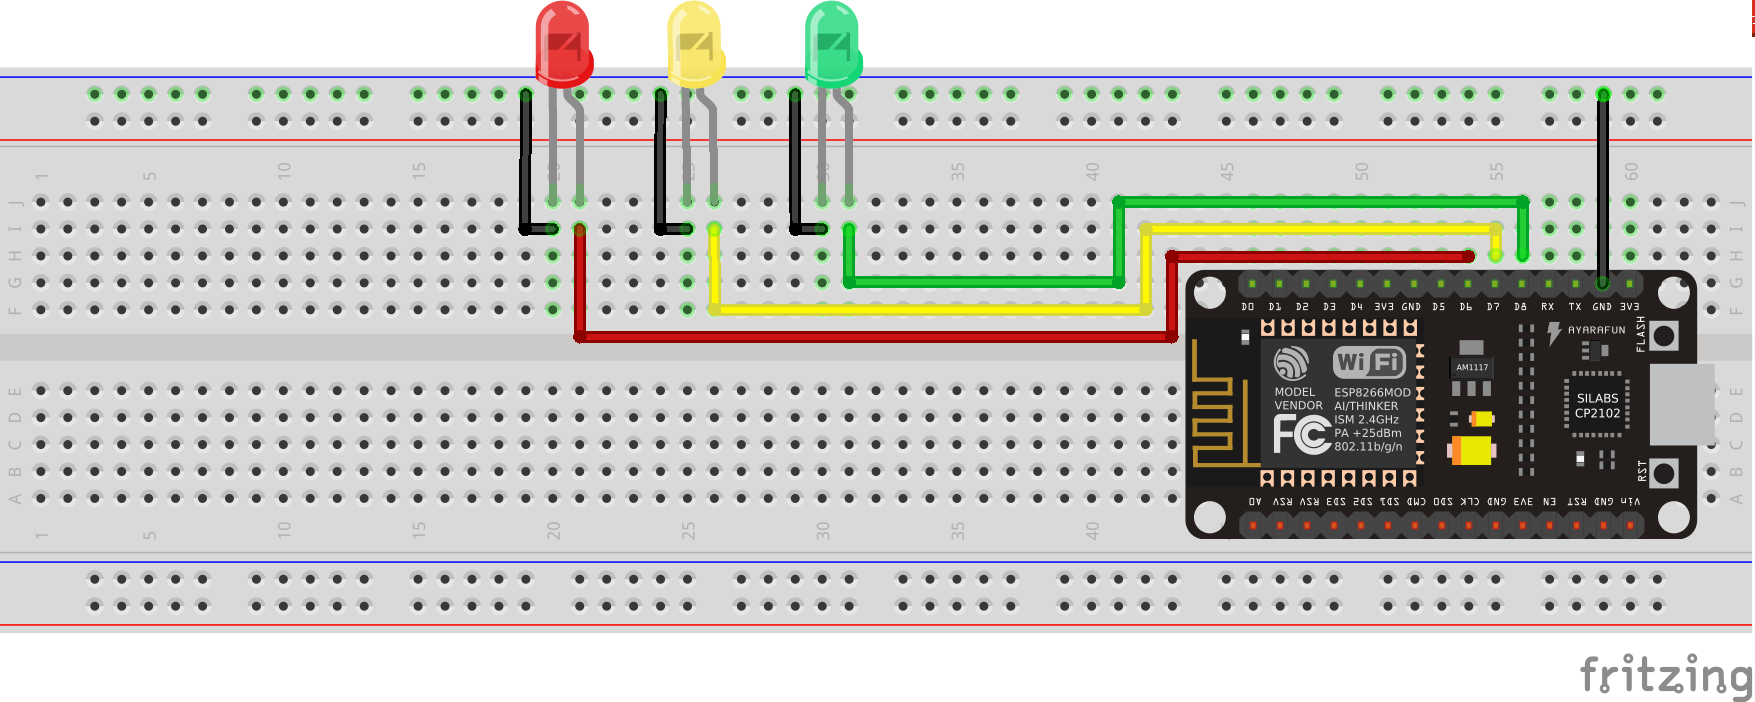 1 5 10 15 20 25 30 35 40 45 50 55 60
J J
I I
H H
G G
F F
D0 D1 D2 D3 D4 3V3 GND D5 D6 D7 D8 RX TX GND 3V3
AYARAFUN
FLASH
WiFi
AM1117
MODEL ESP8266MOD
VENDOR AI/THINKER
ISM 2.4GHz
PA +25dBm
802.11b/g/n
FC
SILABS
CP2102
RST
E E
D D
C C
B B
A A
A0 RSV RSV SD3 SD2 SD1 CMD SD0 CLK GND 3V3 EN RST GND Vin
1 5 10 15 20 25 30 35 40
fritzing